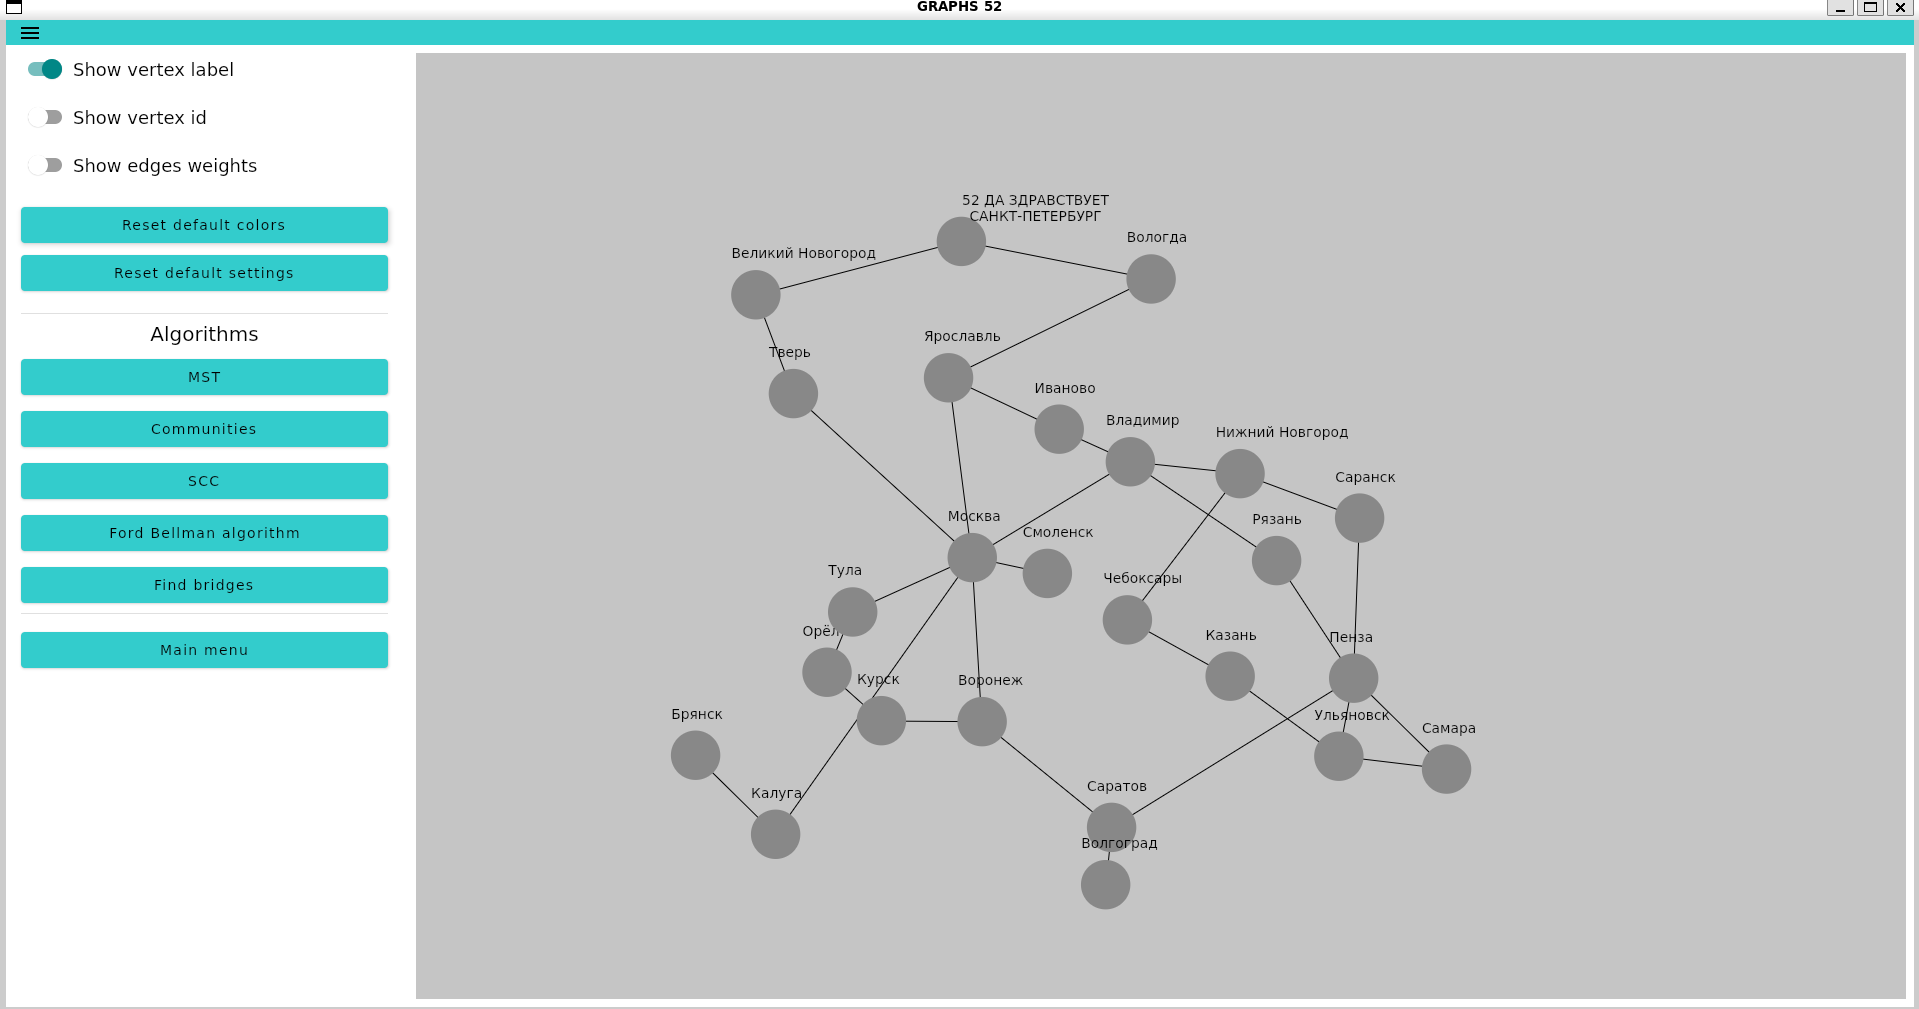 GRAPHS 52
Show vertex label
Show vertex id
Show edges weights
Reset default colors
Reset default settings
Algorithms
MST
Communities
SCC
Ford Bellman algorithm
Find bridges
Main menu
52 ДА ЗДРАВСТВУЕТ
САНКТ-ПЕТЕРБУРГ
Вологда
Великий Новогород
Ярославль
Тверь
Иваново
Владимир
Нижний Новгород
Саранск
Москва
Рязань
Смоленск
Тула
Чебоксары
Орёл
Казань
Пенза
Курск
Воронеж
Брянск
Ульяновск
Самара
Саратов
Калуга
Волгоград